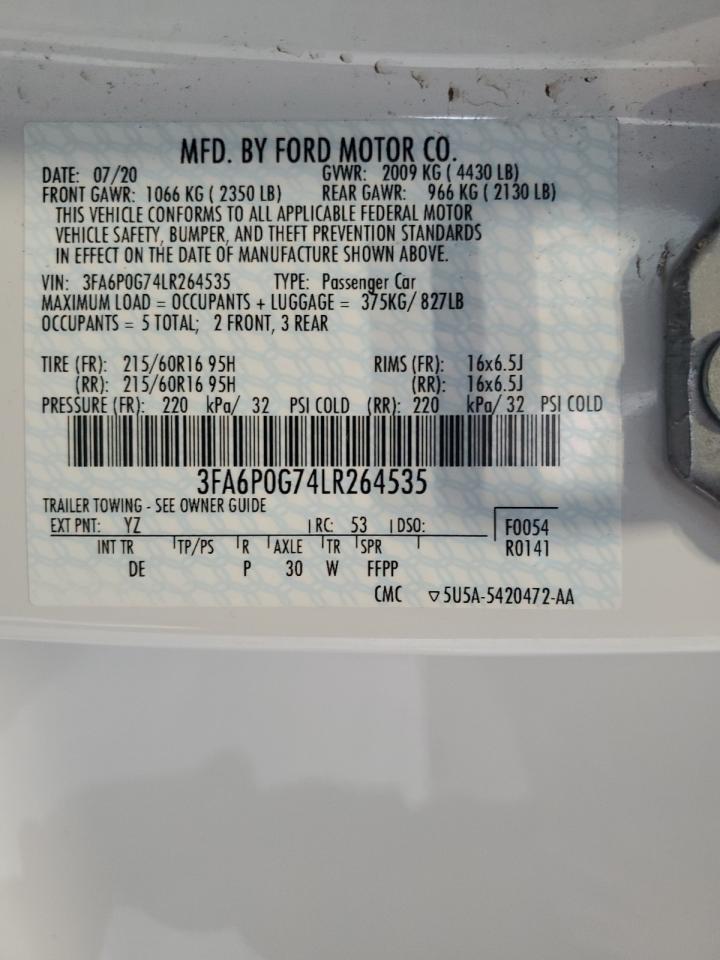 MFD. BY FORD MOTOR CO.
DATE: 07/20 GVWR: 2009 KG ( 4430 LB)
FRONT GAWR: 1066 KG ( 2350 LB) REAR GAWR: 966 KG ( 2130 LB)
THIS VEHICLE CONFORMS TO ALL APPLICABLE FEDERAL MOTOR
VEHICLE SAFETY, BUMPER, AND THEFT PREVENTION STANDARDS
IN EFFECT ON THE DATE OF MANUFACTURE SHOWN ABOVE.
VIN: 3FA6P0G74LR264535 TYPE: Passenger Car
MAXIMUM LOAD = OCCUPANTS + LUGGAGE = 375KG/ 827LB
OCCUPANTS = 5 TOTAL; 2 FRONT, 3 REAR
TIRE (FR): 215/60R16 95H RIMS (FR): 16x6.5J
(RR): 215/60R16 95H (RR): 16x6.5J
PRESSURE (FR): 220 kPa/ 32 PSI COLD (RR): 220 kPa/ 32 PSI COLD
3FA6P0G74LR264535
TRAILER TOWING - SEE OWNER GUIDE
EXT PNT: YZ RC: 53 DSO: F0054
INT TR TP/PS R AXLE TR SPR R0141
DE P 30 W FFPP
CMC ▽5U5A-5420472-AA